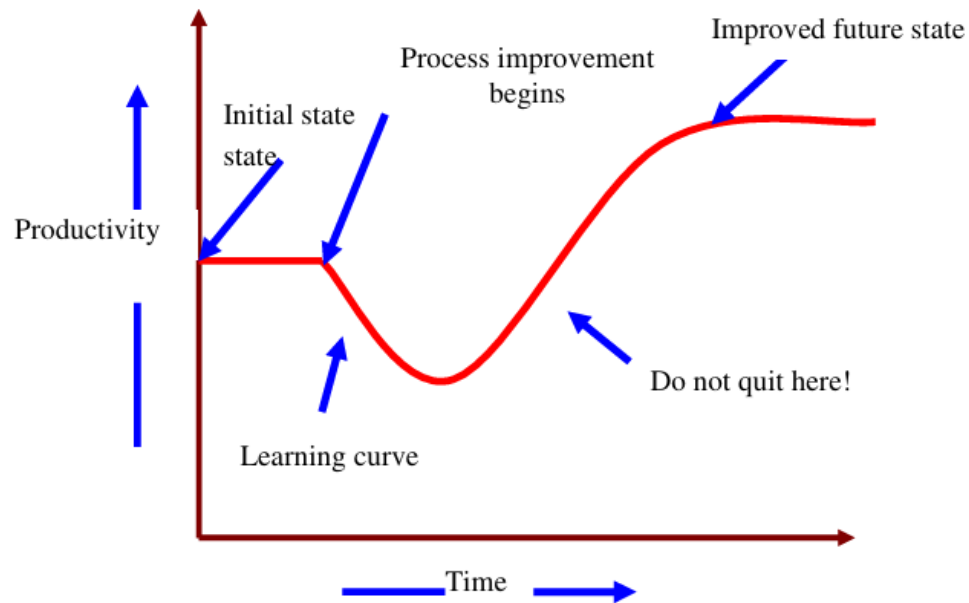 Improved future state
Process improvement
begins
Initial state
state
Productivity
Do not quit here!
Learning curve
Time